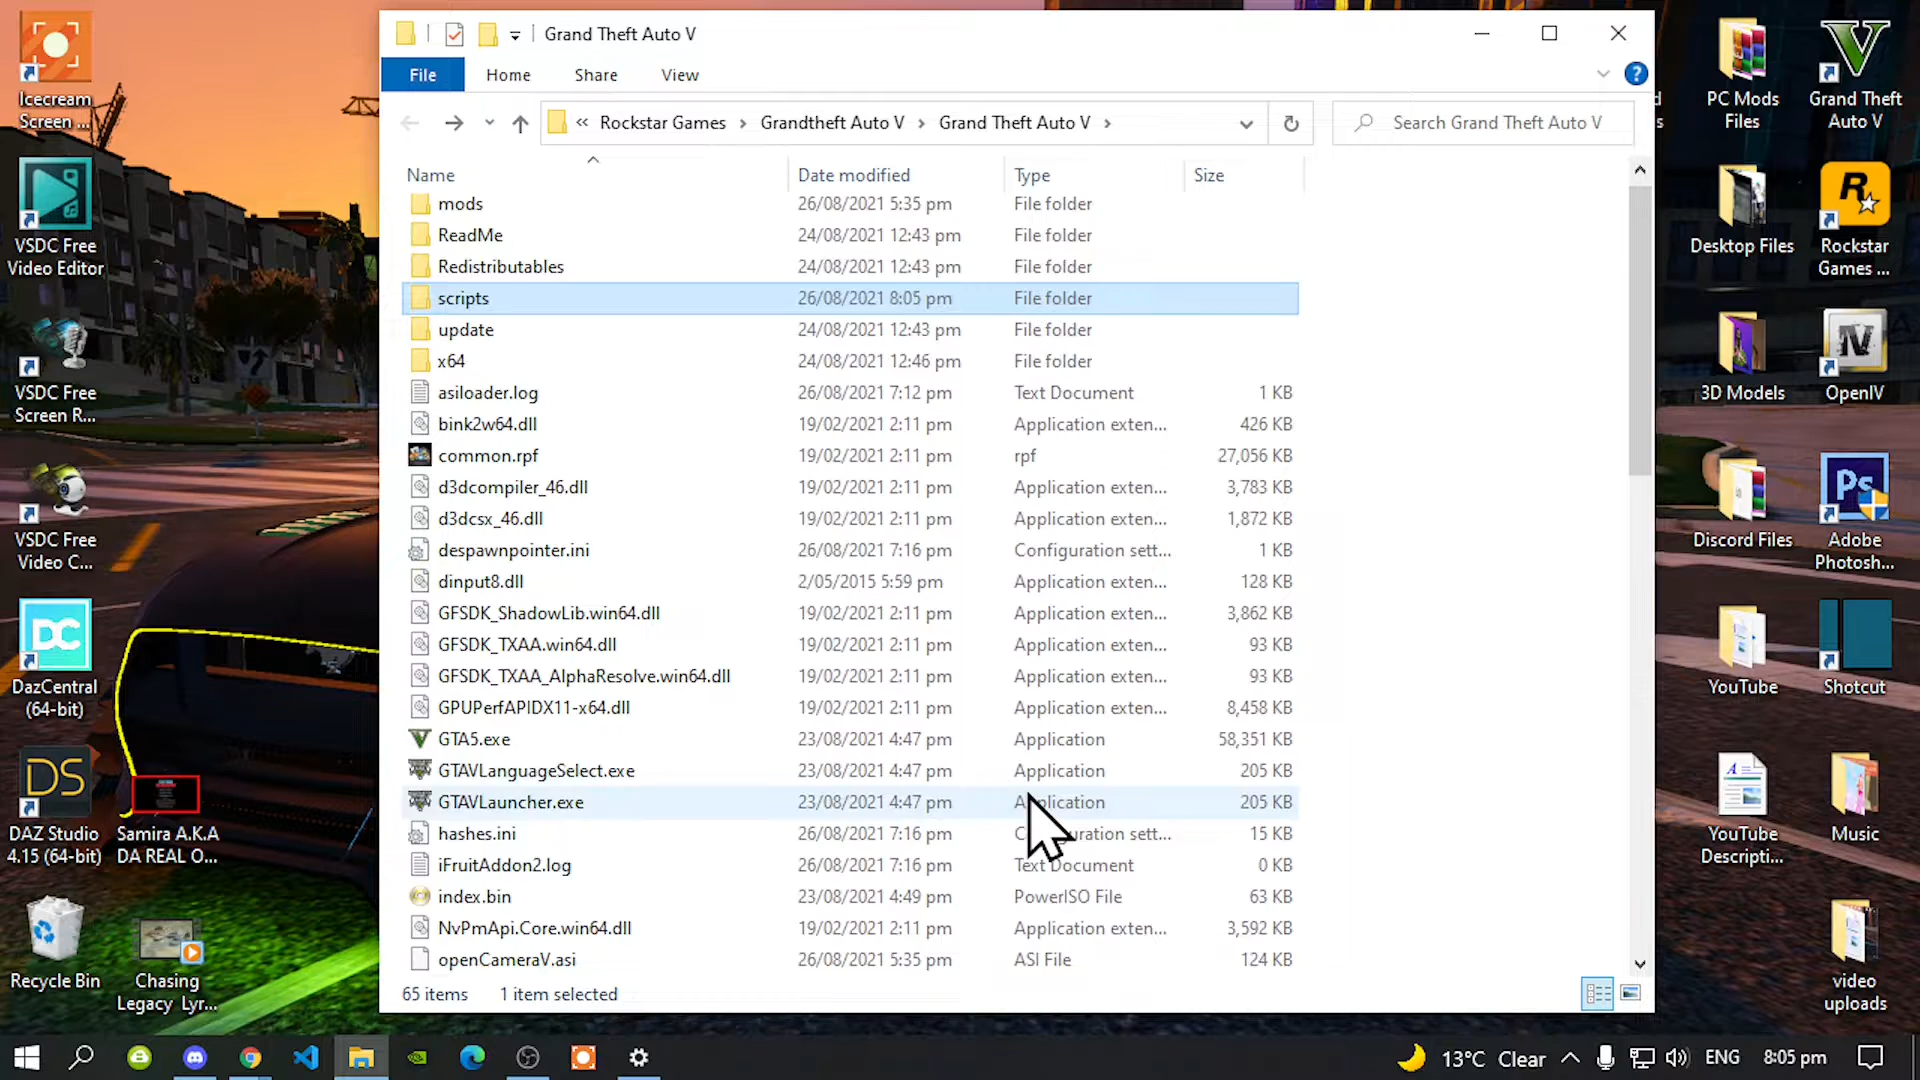 Grand Theft Auto V
File
Home
Share
View
?
«
Rockstar Games
Grandtheft Auto V
Grand Theft Auto V
Search Grand Theft Auto V
Name
Date modified
Type
Size
mods 26/08/2021 5:35 pm File folder
ReadMe 24/08/2021 12:43 pm File folder
Redistributables 24/08/2021 12:43 pm File folder
scripts 26/08/2021 8:05 pm File folder
update 24/08/2021 12:43 pm File folder
x64 24/08/2021 12:46 pm File folder
asiloader.log 26/08/2021 7:12 pm Text Document 1 KB
bink2w64.dll 19/02/2021 2:11 pm Application exten... 426 KB
common.rpf 19/02/2021 2:11 pm rpf 27,056 KB
d3dcompiler_46.dll 19/02/2021 2:11 pm Application exten... 3,783 KB
d3dcsx_46.dll 19/02/2021 2:11 pm Application exten... 1,872 KB
despawnpointer.ini 26/08/2021 7:16 pm Configuration sett... 1 KB
dinput8.dll 2/05/2015 5:59 pm Application exten... 128 KB
GFSDK_ShadowLib.win64.dll 19/02/2021 2:11 pm Application exten... 3,862 KB
GFSDK_TXAA.win64.dll 19/02/2021 2:11 pm Application exten... 93 KB
GFSDK_TXAA_AlphaResolve.win64.dll 19/02/2021 2:11 pm Application exten... 93 KB
GPUPerfAPIDX11-x64.dll 19/02/2021 2:11 pm Application exten... 8,458 KB
GTA5.exe 23/08/2021 4:47 pm Application 58,351 KB
GTAVLanguageSelect.exe 23/08/2021 4:47 pm Application 205 KB
GTAVLauncher.exe 23/08/2021 4:47 pm Application 205 KB
hashes.ini 26/08/2021 7:16 pm Configuration sett... 15 KB
iFruitAddon2.log 26/08/2021 7:16 pm Text Document 0 KB
index.bin 23/08/2021 4:49 pm PowerISO File 63 KB
NvPmApi.Core.win64.dll 19/02/2021 2:11 pm Application exten... 3,592 KB
openCameraV.asi 26/08/2021 5:35 pm ASI File 124 KB
65 items
1 item selected
Icecream
Screen ...
VSDC Free
Video Editor
VSDC Free
Screen R...
VSDC Free
Video C...
DC
DazCentral
(64-bit)
DS
DAZ Studio
4.15 (64-bit)
Samira A.K.A
DA REAL O...
Recycle Bin
Chasing
Legacy Lyr...
PC Mods
Files
Grand Theft
Auto V
Desktop Files
R
Rockstar
Games ...
3D Models
IV
OpenIV
Discord Files
Ps
Adobe
Photosh...
YouTube
Shotcut
YouTube
Descripti...
Music
video
uploads
13°C Clear
ENG
8:05 pm